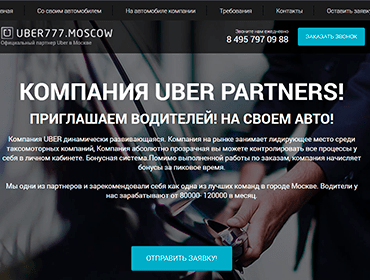 вная Со своим автомобилем На автомобиле компании Требования Контакты Оставить заявку
UBER777.MOSCOW
Официальный партнер Uber в Москве
Звоните нам ежедневно
8 495 797 09 88
ЗАКАЗАТЬ ЗВОНОК
КОМПАНИЯ UBER PARTNERS!
ПРИГЛАШАЕМ ВОДИТЕЛЕЙ! НА СВОЕМ АВТО!
Компания UBER динамически развивающаяся. Компания на рынке занимает лидирующее место среди
таксомоторных компаний, Компания абсолютно прозрачная вы можете контролировать все процессы у
себя в личном кабинете. Бонусная система.Помимо выполненной работы по заказам, компания начисляет
бонусы за пиковое время.
Мы одни из партнеров и зарекомендовали себя как одна из лучших команд в городе Москве. Водители у
нас зарабатывают от 80000- 120000 в месяц.
ОТПРАВИТЬ ЗАЯВКУ!